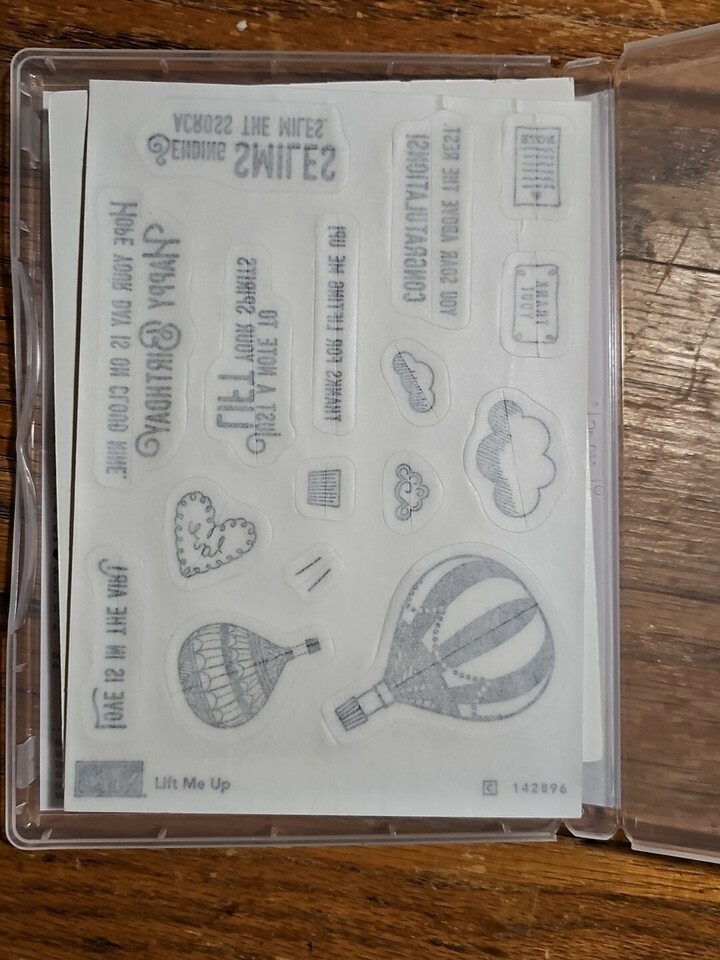 ACROSS THE MILES.
SENDING SMILES
CONGRATULATIONS!
YOU SOAR ABOVE THE REST.
HOPE YOUR DAY IS ON CLOUD NINE.
HAPPY BIRTHDAY
JUST A NOTE TO
LIFT YOUR SPIRITS
THANKS FOR LIFTING ME UP!
THANK
YOU
LOVE IS IN THE AIR!
Lift Me Up
C 142896